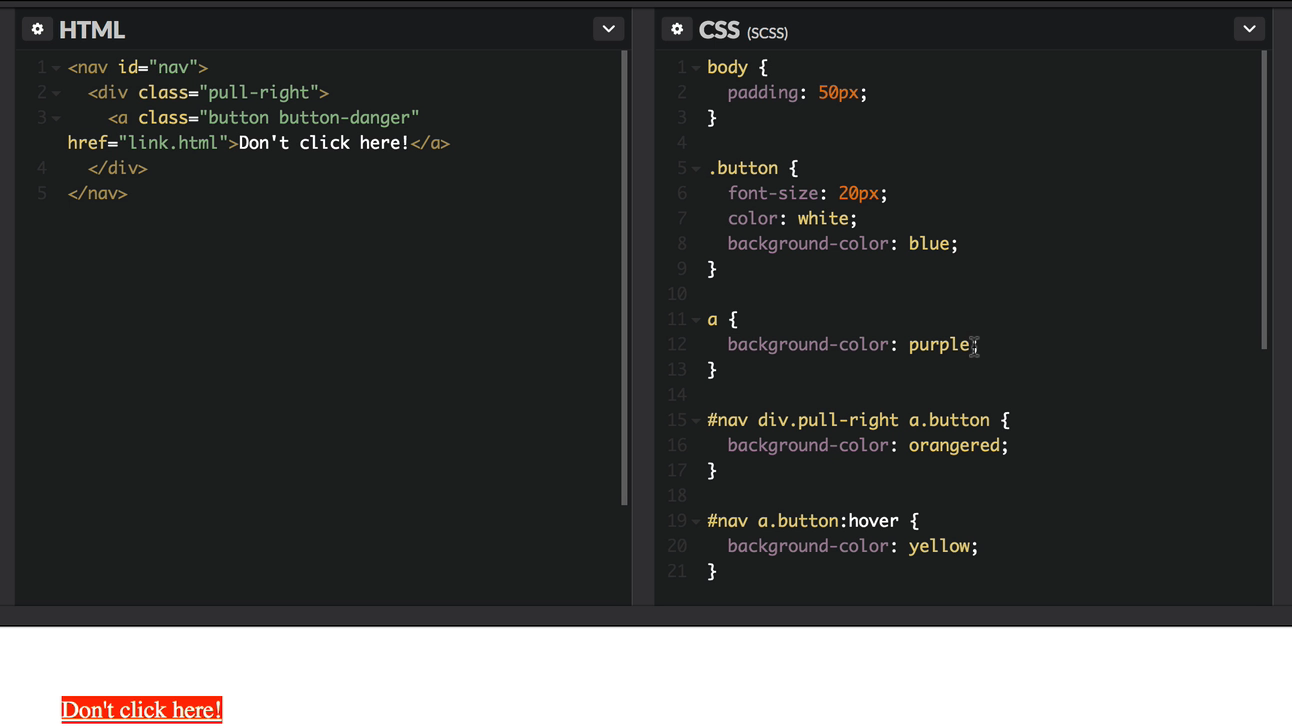 HTML
1 <nav id="nav">
2   <div class="pull-right">
3     <a class="button button-danger"
href="link.html">Don't click here!</a>
4   </div>
5 </nav>
CSS (SCSS)
1 body {
2   padding: 50px;
3 }
4
5 .button {
6   font-size: 20px;
7   color: white;
8   background-color: blue;
9 }
10
11 a {
12   background-color: purple;
13 }
14
15 #nav div.pull-right a.button {
16   background-color: orangered;
17 }
18
19 #nav a.button:hover {
20   background-color: yellow;
21 }
Don't click here!